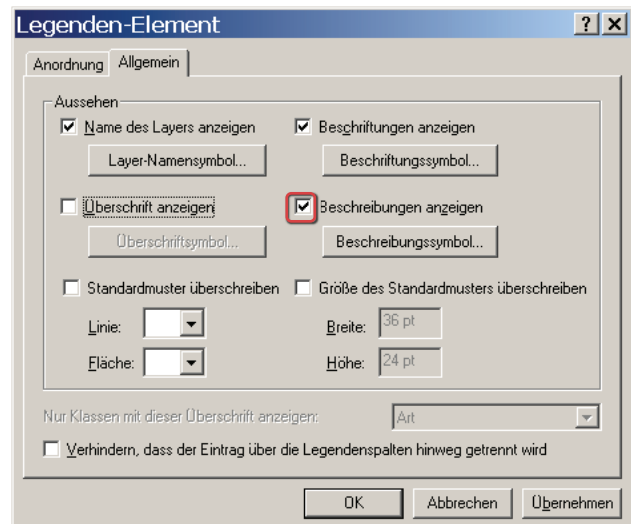 Legenden-Element
Anordnung Allgemein
Aussehen
Name des Layers anzeigen Beschriftungen anzeigen
Layer-Namensymbol... Beschriftungssymbol...
Überschrift anzeigen Beschreibungen anzeigen
Überschriftsymbol... Beschreibungssymbol...
Standardmuster überschreiben Größe des Standardmusters überschreiben
Linie: Breite: 36 pt
Fläche: Höhe: 24 pt
Nur Klassen mit dieser Überschrift anzeigen: Art
Verhindern, dass der Eintrag über die Legendenspalten hinweg getrennt wird
OK Abbrechen Übernehmen